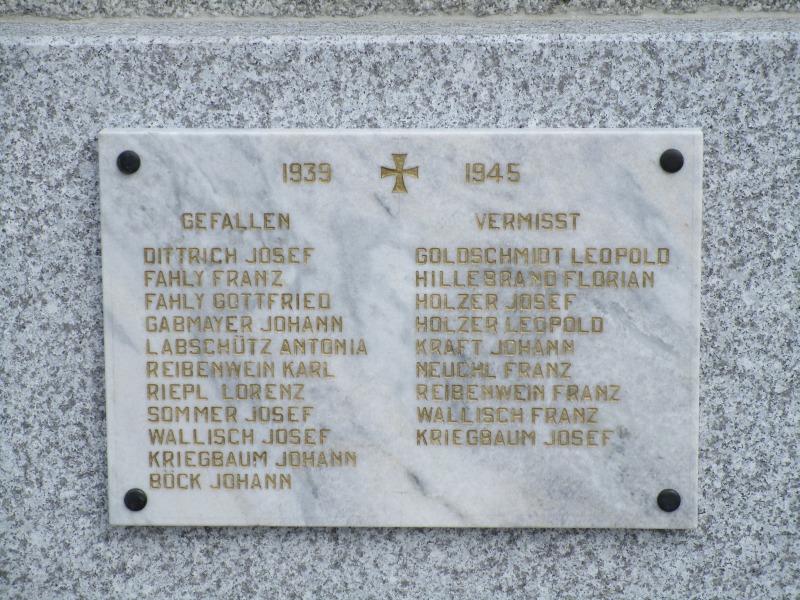 1939 1945
GEFALLEN
DITTRICH JOSEF
FAHLY FRANZ
FAHLY GOTTFRIED
GABMAYER JOHANN
LABSCHÜTZ ANTONIA
REIBENWEIN KARL
RIEPL LORENZ
SOMMER JOSEF
WALLISCH JOSEF
KRIEGBAUM JOHANN
BÖCK JOHANN
VERMISST
GOLDSCHMIDT LEOPOLD
HILLEBRAND FLORIAN
HOLZER JOSEF
HOLZER LEOPOLD
KRAFT JOHANN
NEUCHL FRANZ
REIBENWEIN FRANZ
WALLISCH FRANZ
KRIEGBAUM JOSEF